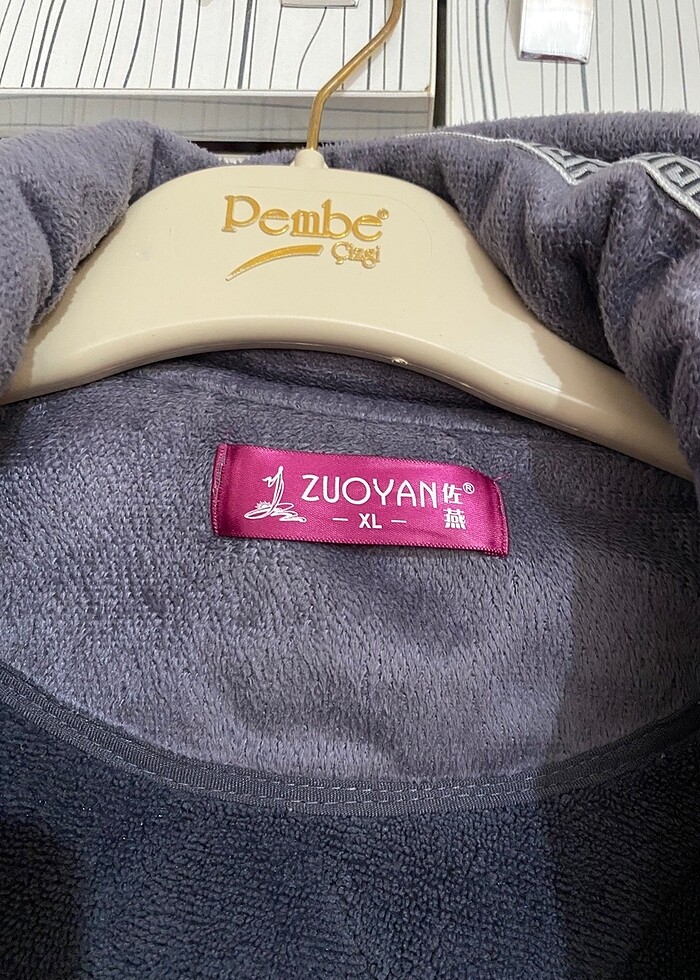 Pembe®
Çizgi
ZUOYAN佐燕®
— XL —